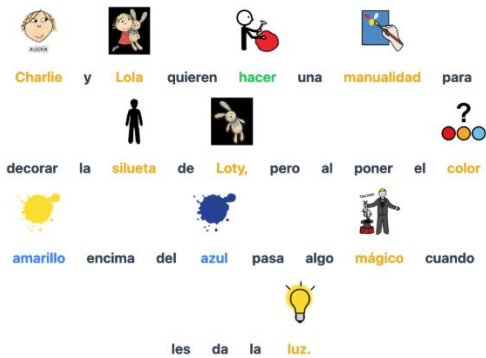 ALEGRÍA
Charlie y Lola quieren hacer una manualidad para
decorar la silueta de Loty, pero al poner el color
amarillo encima del azul pasa algo mágico cuando
les da la luz.